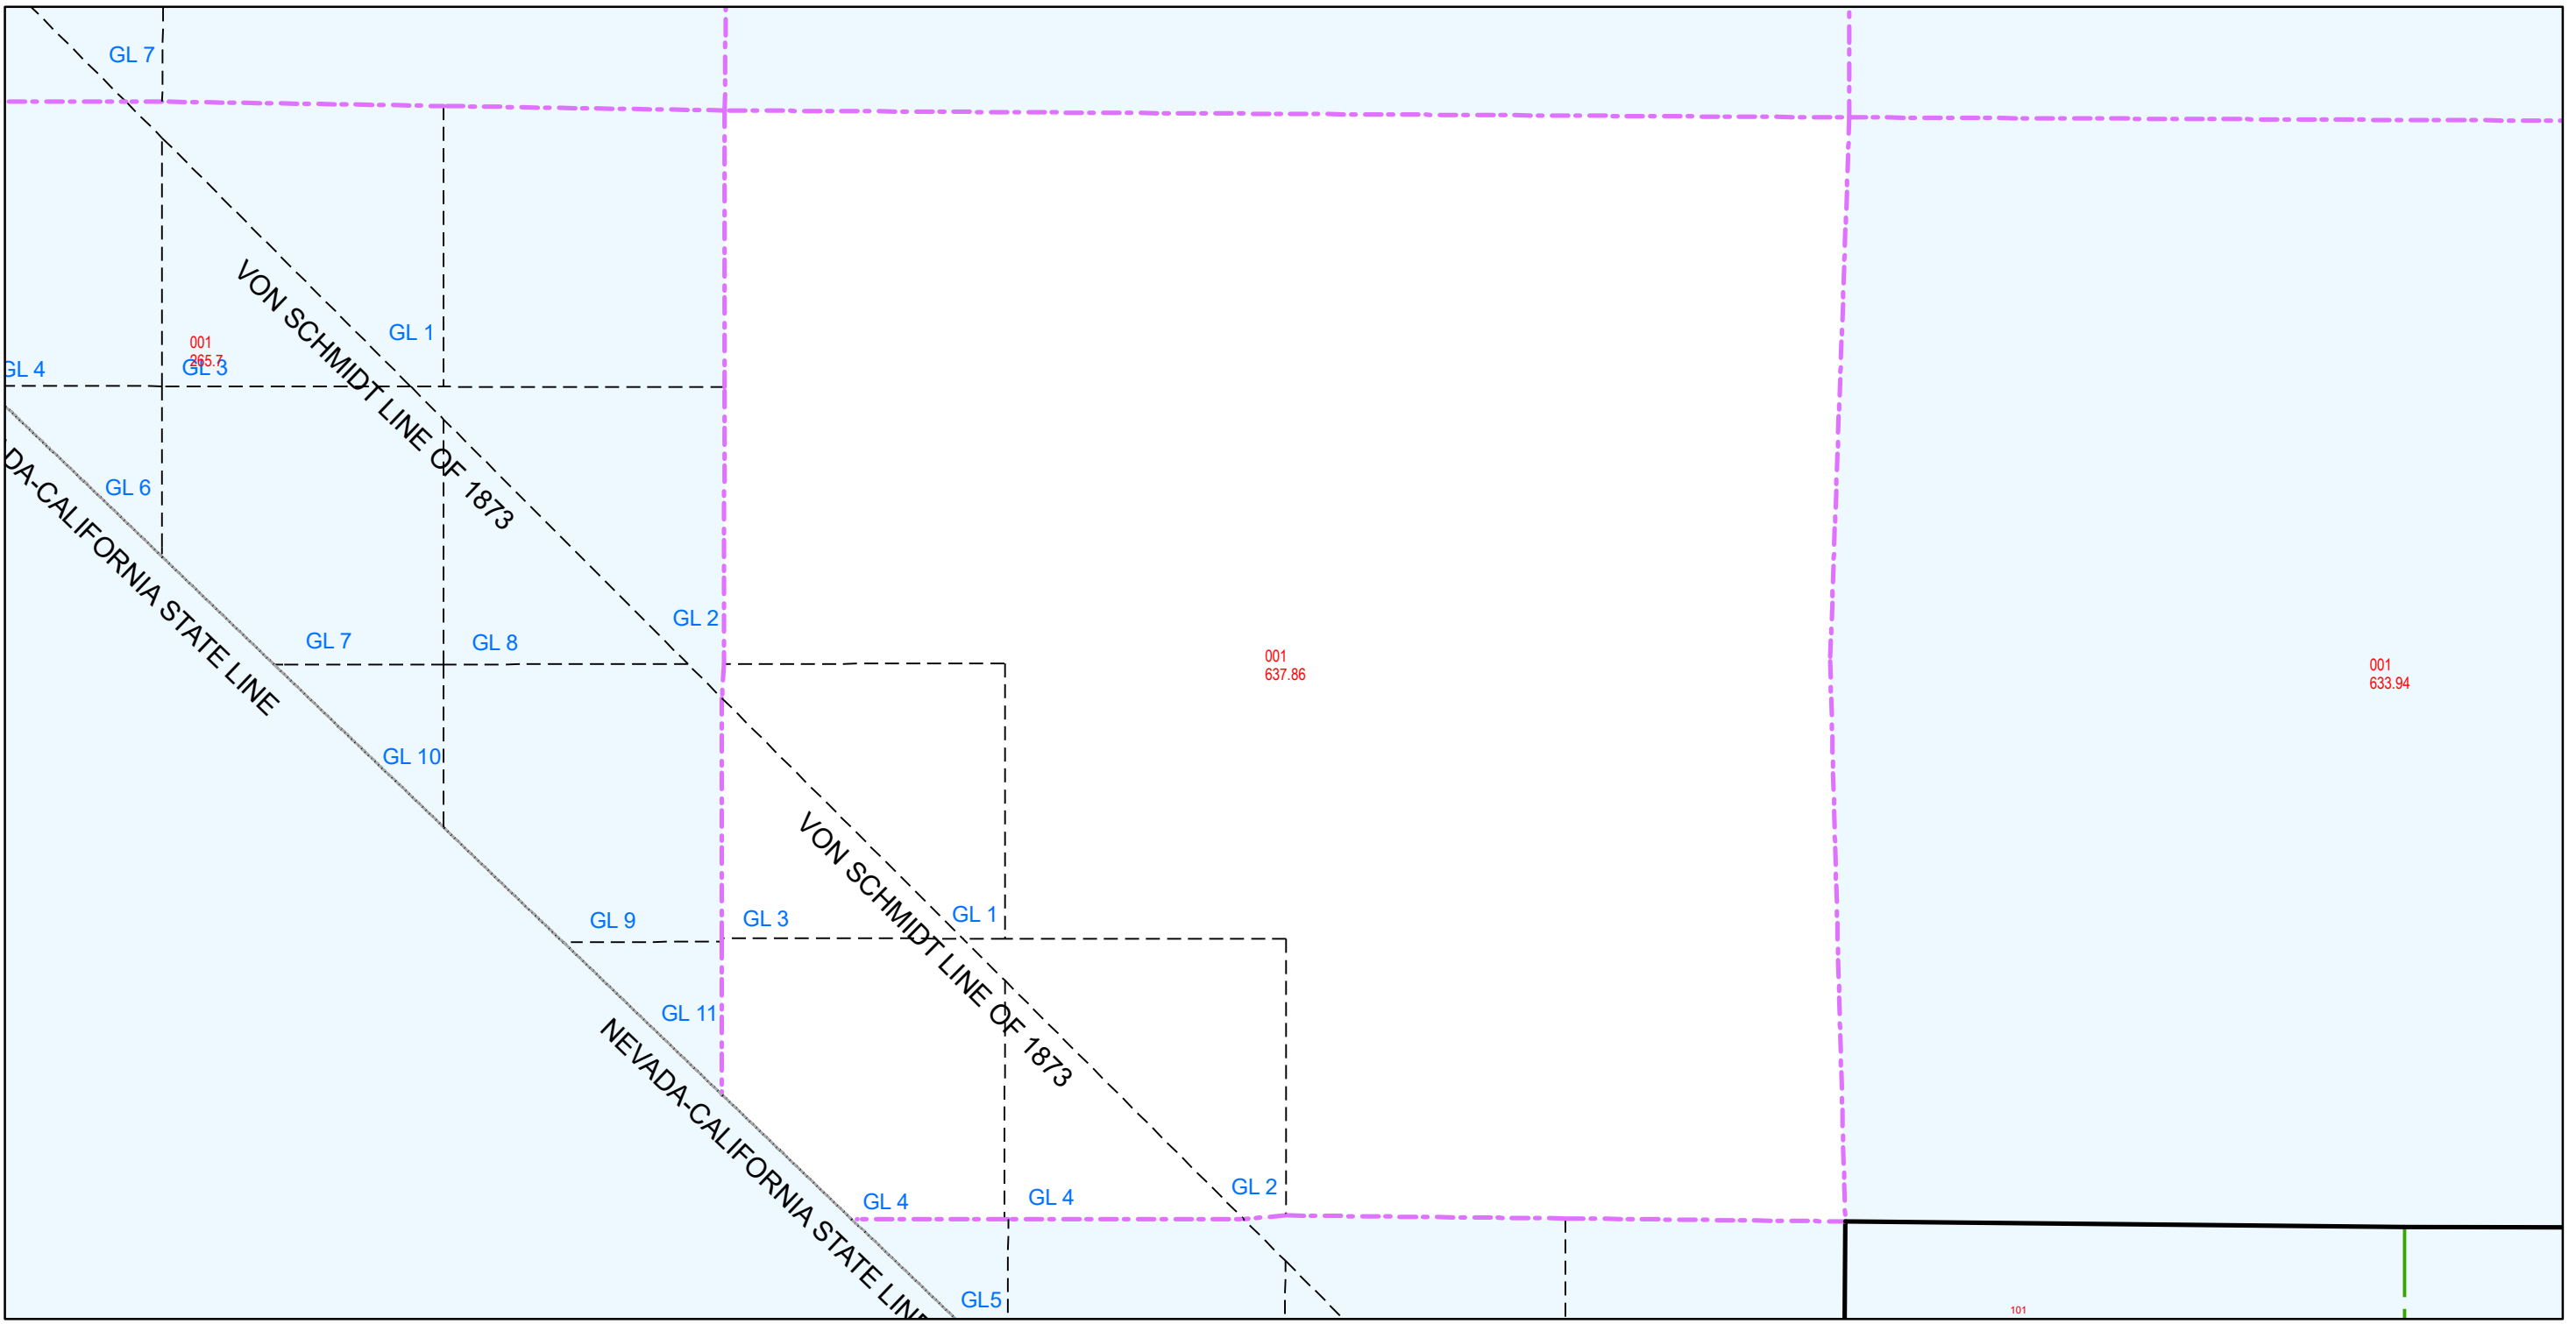 GL 7
VON SCHMIDT LINE OF 1873
GL 1
001
265.7
GL 3
GL 4
GL 6
DA-CALIFORNIA STATE LINE
GL 2
GL 7
GL 8
001
637.86
001
633.94
GL 10
VON SCHMIDT LINE OF 1873
GL 9
GL 3
GL 1
GL 11
NEVADA-CALIFORNIA STATE LINE
GL 4
GL 4
GL 2
GL5
101